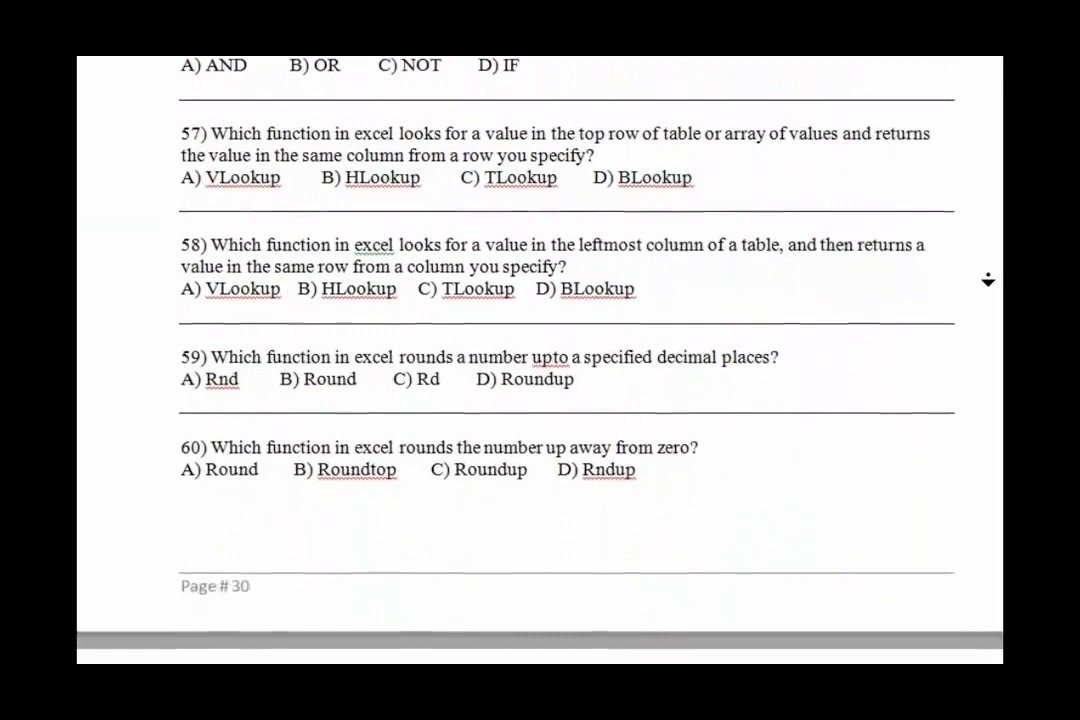 A) AND B) OR C) NOT D) IF
57) Which function in excel looks for a value in the top row of table or array of values and returns
the value in the same column from a row you specify?
A) VLookup B) HLookup C) TLookup D) BLookup
58) Which function in excel looks for a value in the leftmost column of a table, and then returns a
value in the same row from a column you specify?
A) VLookup B) HLookup C) TLookup D) BLookup
59) Which function in excel rounds a number upto a specified decimal places?
A) Rnd B) Round C) Rd D) Roundup
60) Which function in excel rounds the number up away from zero?
A) Round B) Roundtop C) Roundup D) Rndup
Page # 30